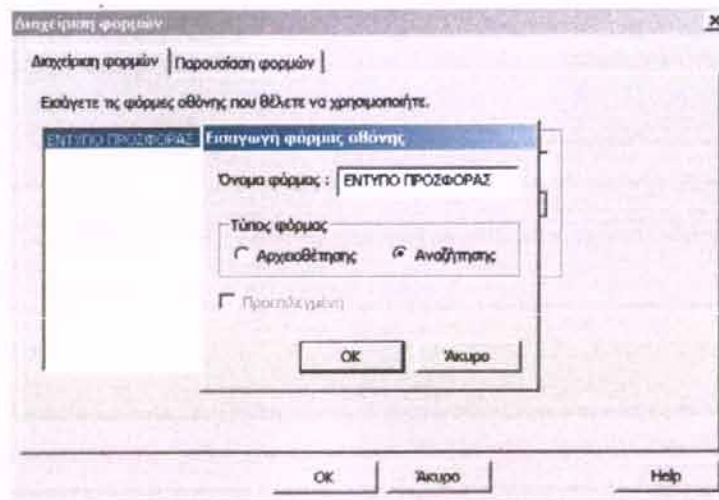 Διαχείριση φορμών
Διαχείριση φορμών Παρουσίαση φορμών
Εισάγετε τις φόρμες οθόνης που θέλετε να χρησιμοποιήτε.
ΕΝΤΥΠΟ ΠΡΟΣΦΟΡΑΣ
Εισαγωγή φόρμας οθόνης
Όνομα φόρμας : ΕΝΤΥΠΟ ΠΡΟΣΦΟΡΑΣ
Τύπος φόρμας
Αρχειοθέτησης Αναζήτησης
Προεπιλεγμένη
OK Άκυρο
OK Άκυρο Help